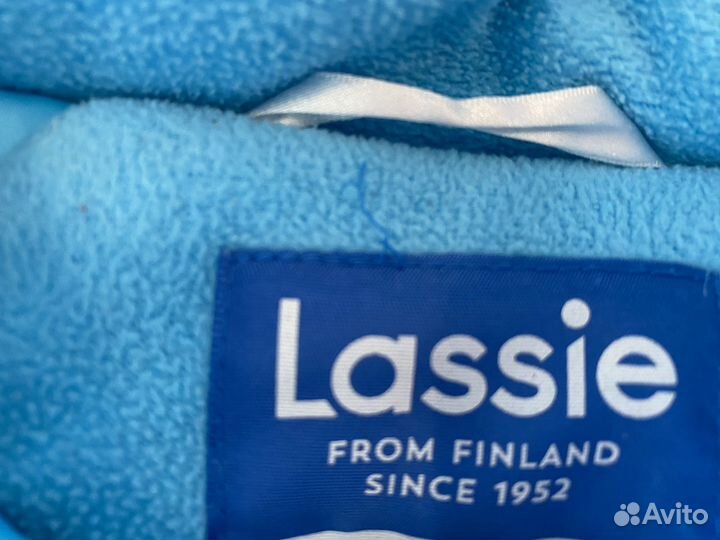 Lassie
FROM FINLAND
SINCE 1952
Avito